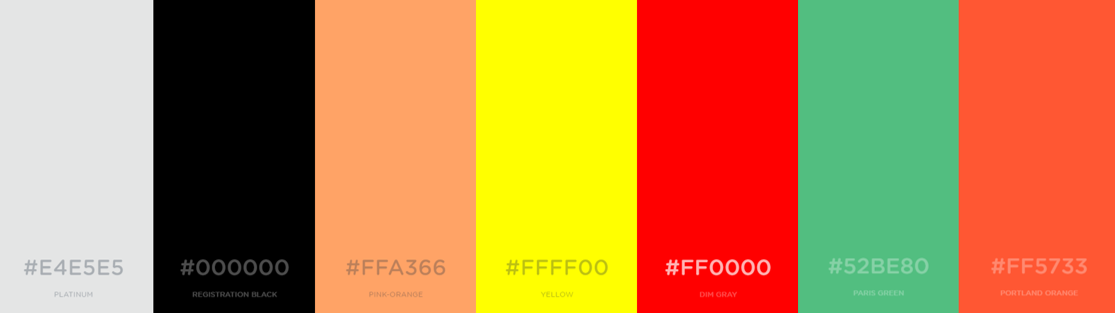 #E4E5E5
PLATINUM
#000000
REGISTRATION BLACK
#FFA366
PINK-ORANGE
#FFFF00
YELLOW
#FF0000
DIM GRAY
#52BE80
PARIS GREEN
#FF5733
PORTLAND ORANGE